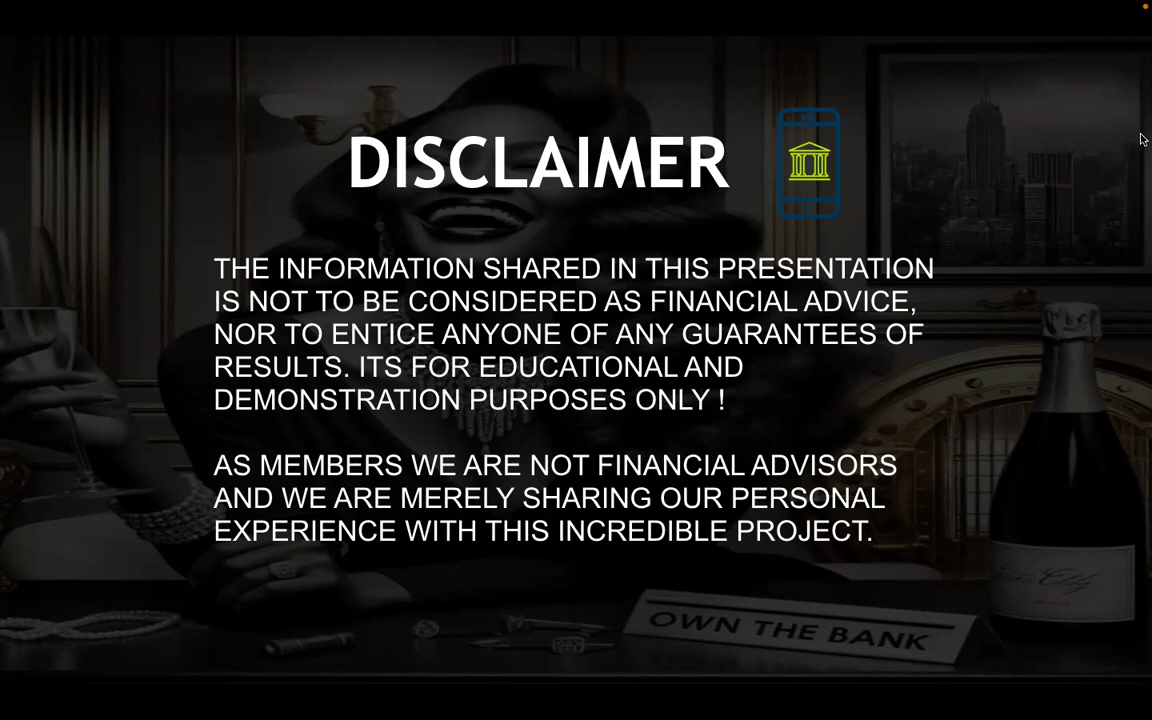 DISCLAIMER
THE INFORMATION SHARED IN THIS PRESENTATION
IS NOT TO BE CONSIDERED AS FINANCIAL ADVICE,
NOR TO ENTICE ANYONE OF ANY GUARANTEES OF
RESULTS. ITS FOR EDUCATIONAL AND
DEMONSTRATION PURPOSES ONLY !
AS MEMBERS WE ARE NOT FINANCIAL ADVISORS
AND WE ARE MERELY SHARING OUR PERSONAL
EXPERIENCE WITH THIS INCREDIBLE PROJECT.
OWN THE BANK